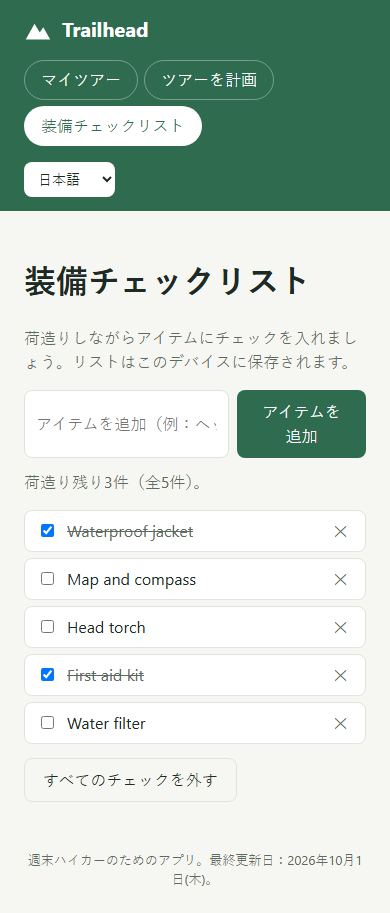 Trailhead
マイツアー ツアーを計画
装備チェックリスト
日本語
装備チェックリスト
荷造りしながらアイテムにチェックを入れまし
ょう。リストはこのデバイスに保存されます。
アイテムを追加（例：ヘ
アイテムを
追加
荷造り残り3件（全5件）。
Waterproof jacket
Map and compass
Head torch
First aid kit
Water filter
すべてのチェックを外す
週末ハイカーのためのアプリ。最終更新日：2026年10月1
日(木)。